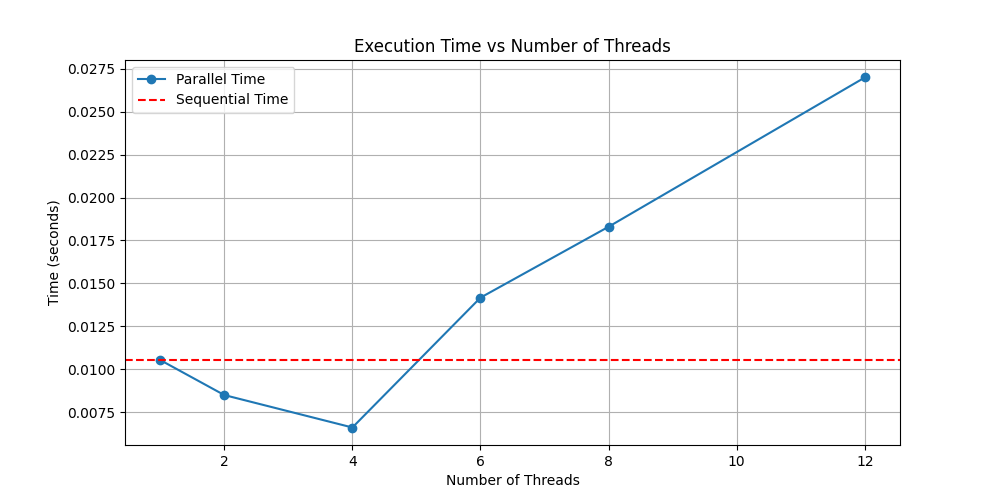 Execution Time vs Number of Threads
Parallel Time
Sequential Time
Time (seconds)
0.0275
0.0250
0.0225
0.0200
0.0175
0.0150
0.0125
0.0100
0.0075
2 4 6 8 10 12
Number of Threads